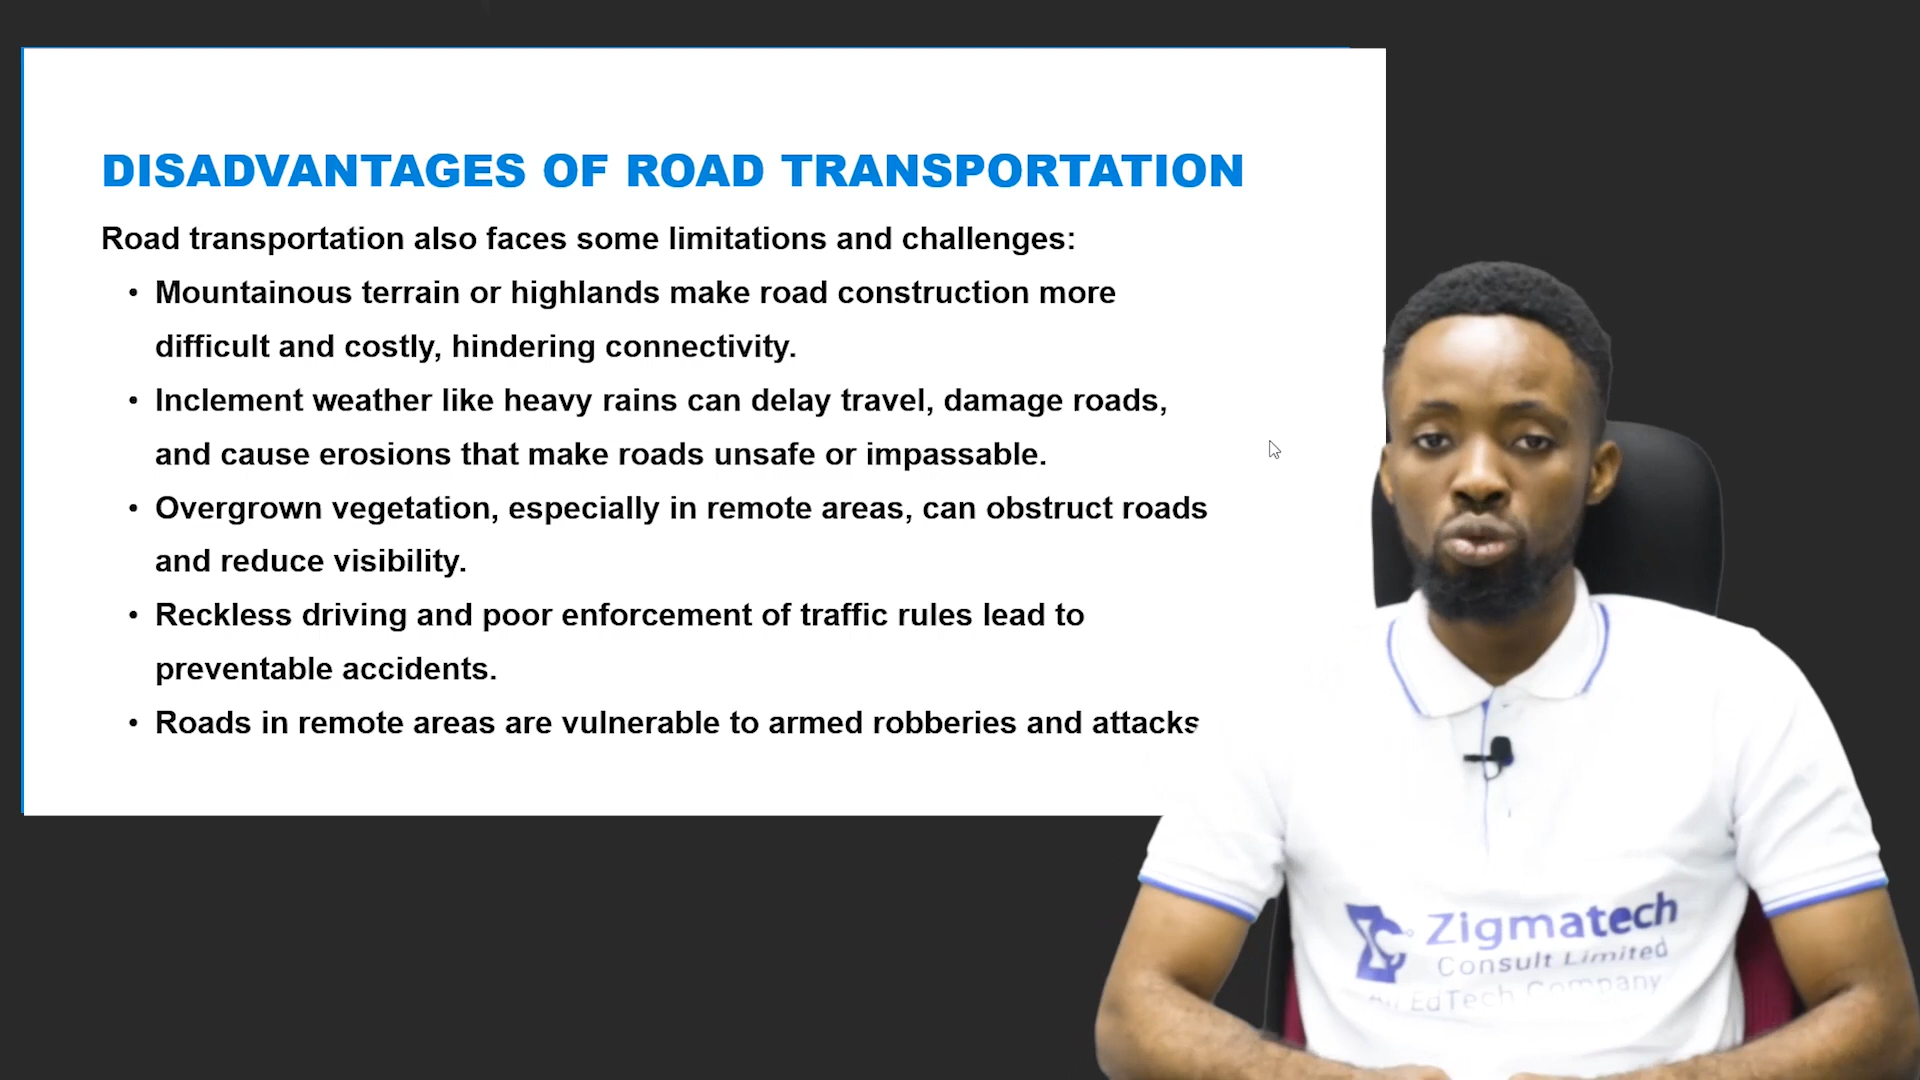 DISADVANTAGES OF ROAD TRANSPORTATION
Road transportation also faces some limitations and challenges:
• Mountainous terrain or highlands make road construction more
difficult and costly, hindering connectivity.
• Inclement weather like heavy rains can delay travel, damage roads,
and cause erosions that make roads unsafe or impassable.
• Overgrown vegetation, especially in remote areas, can obstruct roads
and reduce visibility.
• Reckless driving and poor enforcement of traffic rules lead to
preventable accidents.
• Roads in remote areas are vulnerable to armed robberies and attacks
Zigmatech
Consult Limited
EdTech Company